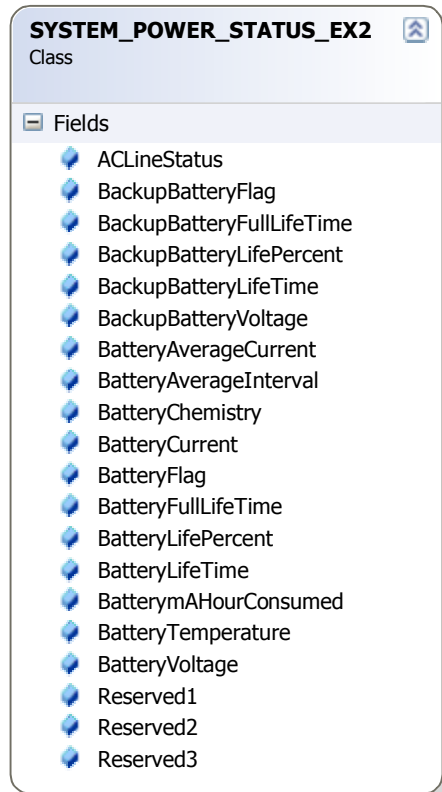 SYSTEM_POWER_STATUS_EX2
Class
Fields
ACLineStatus
BackupBatteryFlag
BackupBatteryFullLifeTime
BackupBatteryLifePercent
BackupBatteryLifeTime
BackupBatteryVoltage
BatteryAverageCurrent
BatteryAverageInterval
BatteryChemistry
BatteryCurrent
BatteryFlag
BatteryFullLifeTime
BatteryLifePercent
BatteryLifeTime
BatterymAHourConsumed
BatteryTemperature
BatteryVoltage
Reserved1
Reserved2
Reserved3